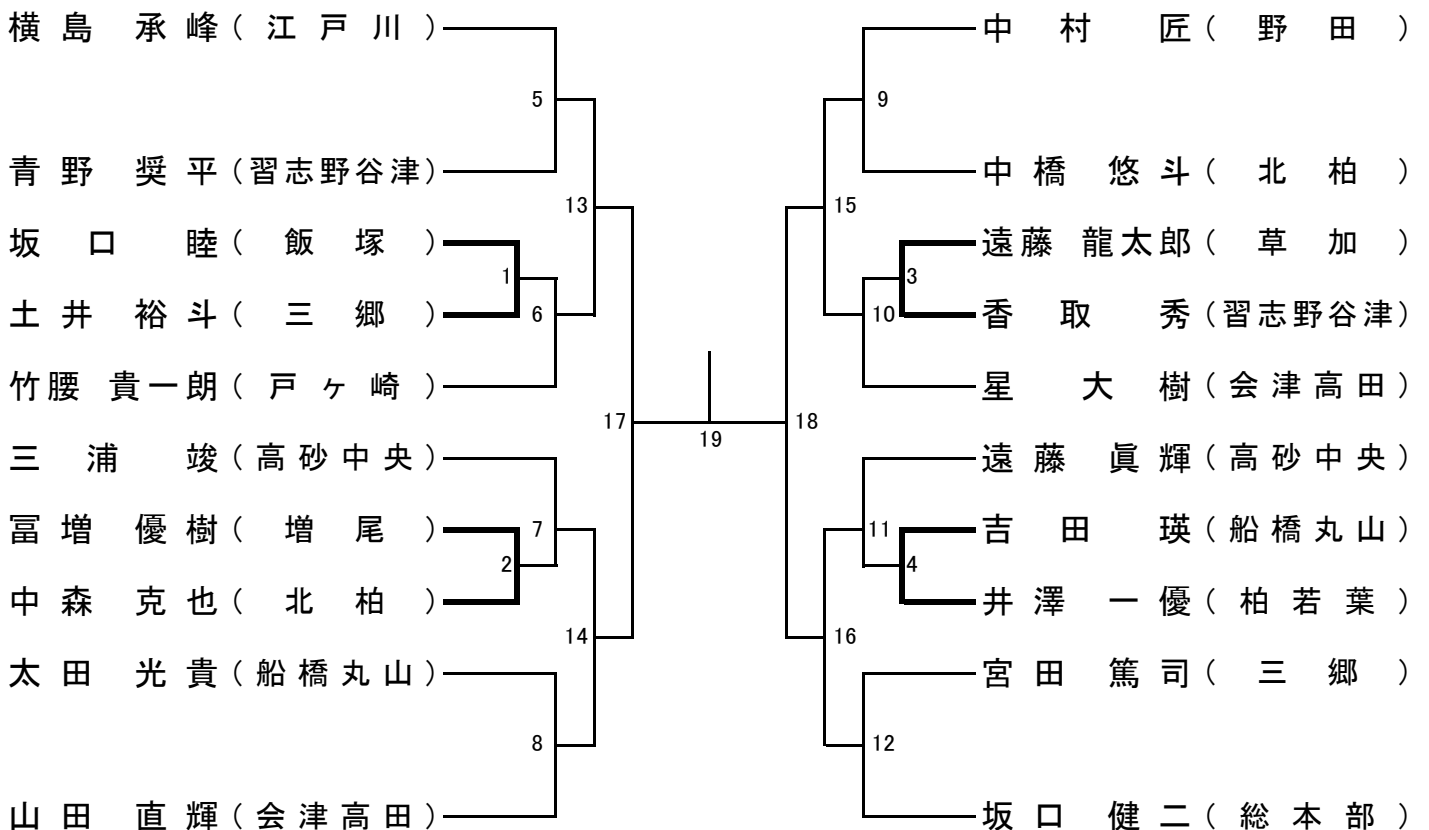 横島 承峰(江戸川)
5
青野 奨平(習志野谷津)
13
坂口 睦(飯塚)
1
土井 裕斗(三郷)
6
竹腰 貴一朗(戸ヶ崎)
17
三浦 竣(高砂中央)
冨増 優樹(増尾)
7
2
中森 克也(北柏)
14
太田 光貴(船橋丸山)
8
山田 直輝(会津高田)
19
中村 匠(野田)
9
中橋 悠斗(北柏)
15
遠藤 龍太郎(草加)
3
香取 秀(習志野谷津)
10
星 大樹(会津高田)
18
遠藤 眞輝(高砂中央)
吉田 瑛(船橋丸山)
11
4
井澤 一優(柏若葉)
16
宮田 篤司(三郷)
12
坂口 健二(総本部)